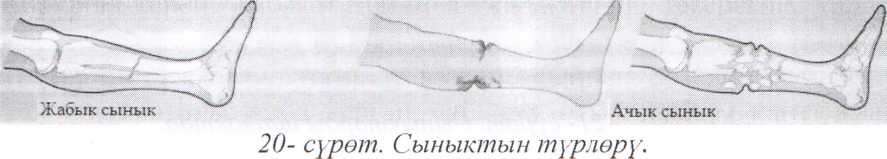 Жабык сынык
Ачык сынык
20- сүрөт. Сыныктын түрлөрү.